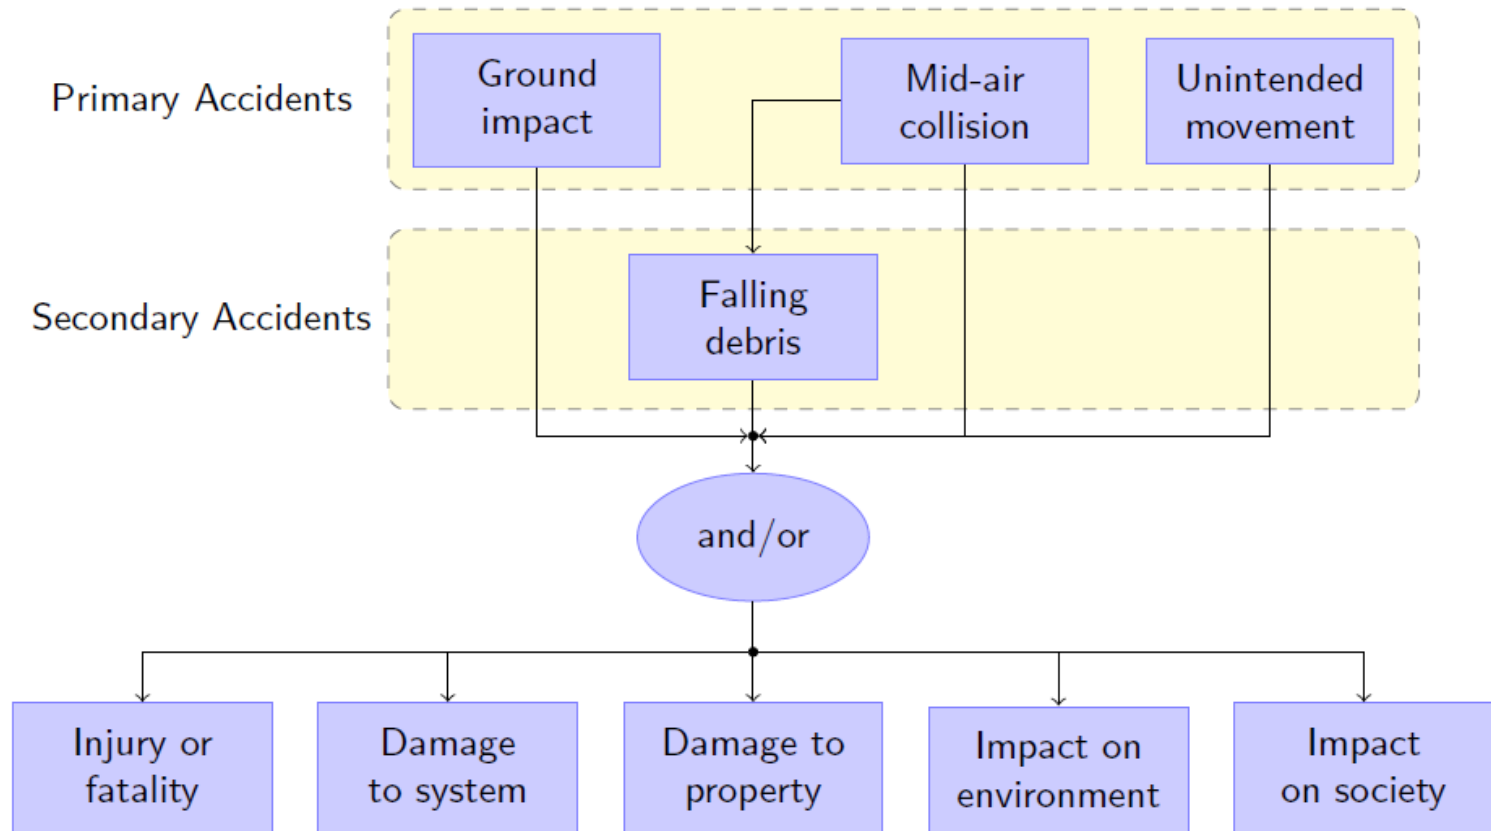 Primary Accidents
Ground
impact
Mid-air
collision
Unintended
movement
Secondary Accidents
Falling
debris
and/or
Injury or
fatality
Damage
to system
Damage to
property
Impact on
environment
Impact
on society